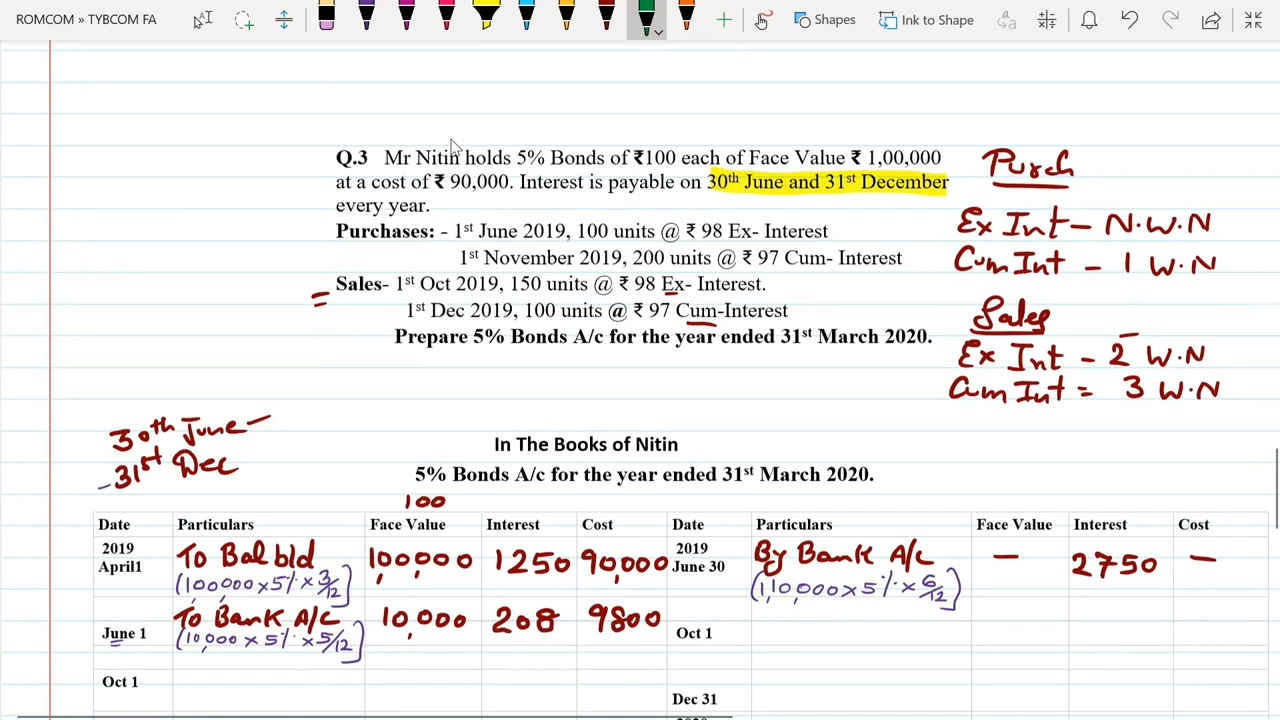 ROMCOM » TYBCOM FA
Shapes
Ink to Shape
Q.3 Mr Nitin holds 5% Bonds of ₹100 each of Face Value ₹ 1,00,000
at a cost of ₹ 90,000. Interest is payable on 30th June and 31st December
every year.
Purchases: - 1st June 2019, 100 units @ ₹ 98 Ex- Interest
1st November 2019, 200 units @ ₹ 97 Cum- Interest
Sales- 1st Oct 2019, 150 units @ ₹ 98 Ex- Interest.
=
1st Dec 2019, 100 units @ ₹ 97 Cum-Interest
Prepare 5% Bonds A/c for the year ended 31st March 2020.
Purch
Ex Int - N.W.N
Cum Int - 1 W.N
Sales
Ex Int - 2 W.N
Cum Int = 3 W.N
30th June -
- 31st Dec
In The Books of Nitin
5% Bonds A/c for the year ended 31st March 2020.
100
Date Particulars Face Value Interest Cost Date Particulars Face Value Interest Cost
2019 To Bal b/d 100,000 1250 90,000 2019 By Bank A/c — 2750 —
April1 (100,000 x 5% x 3/12) June 30 (1,10,000 x 5% x 6/12)
To Bank A/c 10,000 208 9800
June 1 (10,000 x 5% x 5/12) Oct 1
Oct 1
Dec 31